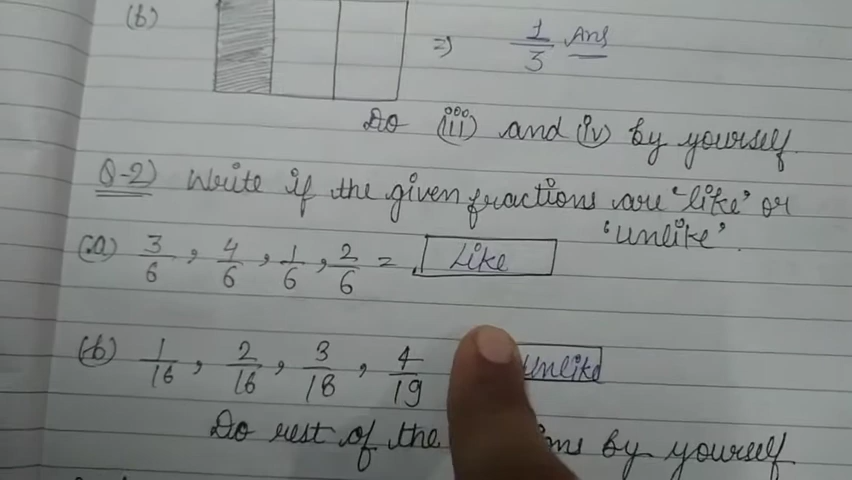 (b) ⇒ 1/3 Ans
Do (iii) and (iv) by yourself.
Q-2) Write if the given fractions are 'like' or
'unlike'.
(a) 3/6, 4/6, 1/6, 2/6 = Like
(b) 1/16, 2/16, 3/18, 4/19 Unlike
Do rest of the by yourself